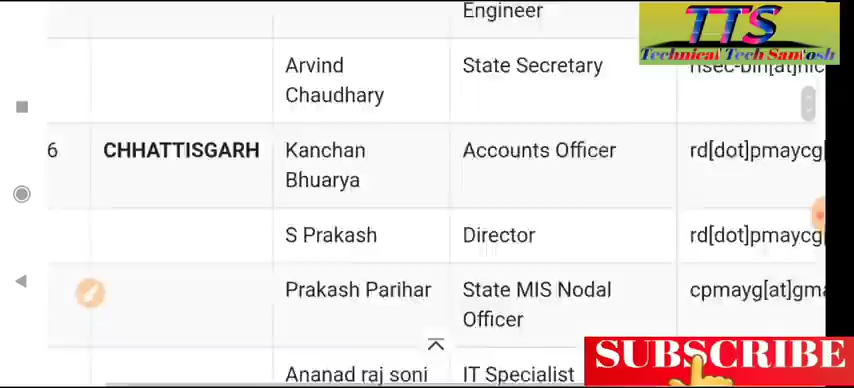 Engineer
TTS
Technical Tech Santosh
Arvind
Chaudhary
State Secretary
6
CHHATTISGARH
Kanchan
Bhuarya
Accounts Officer
rd[dot]pmaycg
S Prakash
Director
rd[dot]pmaycg
Prakash Parihar
State MIS Nodal
Officer
cpmayg[at]gma
Ananad raj soni
IT Specialist
SUBSCRIBE